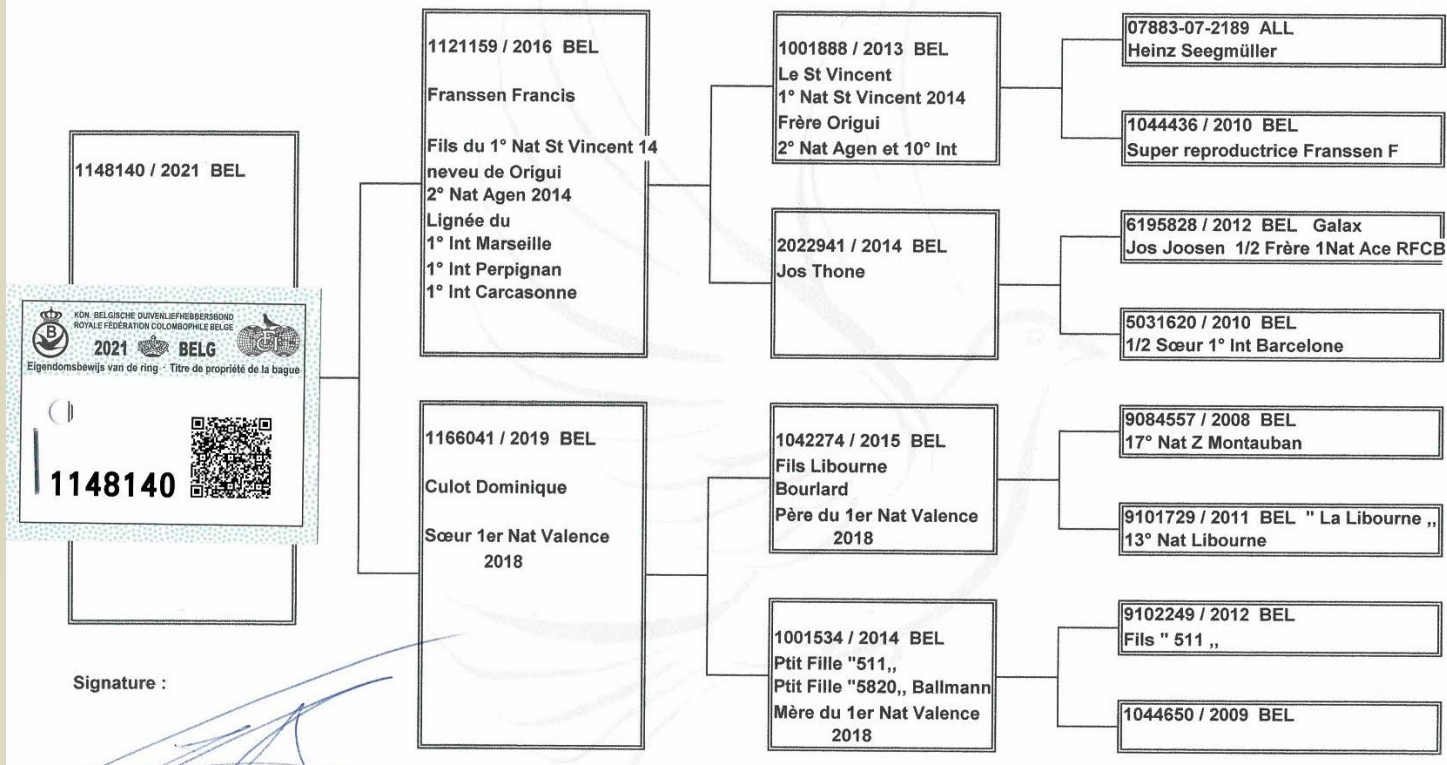 1148140 / 2021 BEL
KON. BELGISCHE DUIVENLIEFHEBBERSBOND
ROYALE FÉDÉRATION COLOMBOPHILE BELGE
2021 BELG
Eigendomsbewijs van de ring - Titre de propriété de la bague
1148140
Signature :
1121159 / 2016 BEL
Franssen Francis
Fils du 1° Nat St Vincent 14
neveu de Origui
2° Nat Agen 2014
Lignée du
1° Int Marseille
1° Int Perpignan
1° Int Carcasonne
1166041 / 2019 BEL
Culot Dominique
Sœur 1er Nat Valence
2018
1001888 / 2013 BEL
Le St Vincent
1° Nat St Vincent 2014
Frère Origui
2° Nat Agen et 10° Int
2022941 / 2014 BEL
Jos Thone
1042274 / 2015 BEL
Fils Libourne
Bourlard
Père du 1er Nat Valence
2018
1001534 / 2014 BEL
Ptit Fille "511,,
Ptit Fille "5820,, Ballmann
Mère du 1er Nat Valence
2018
07883-07-2189 ALL
Heinz Seegmüller
1044436 / 2010 BEL
Super reproductrice Franssen F
6195828 / 2012 BEL Galax
Jos Joosen 1/2 Frère 1Nat Ace RFCB
5031620 / 2010 BEL
1/2 Sœur 1° Int Barcelone
9084557 / 2008 BEL
17° Nat Z Montauban
9101729 / 2011 BEL " La Libourne ,,
13° Nat Libourne
9102249 / 2012 BEL
Fils " 511 ,,
1044650 / 2009 BEL